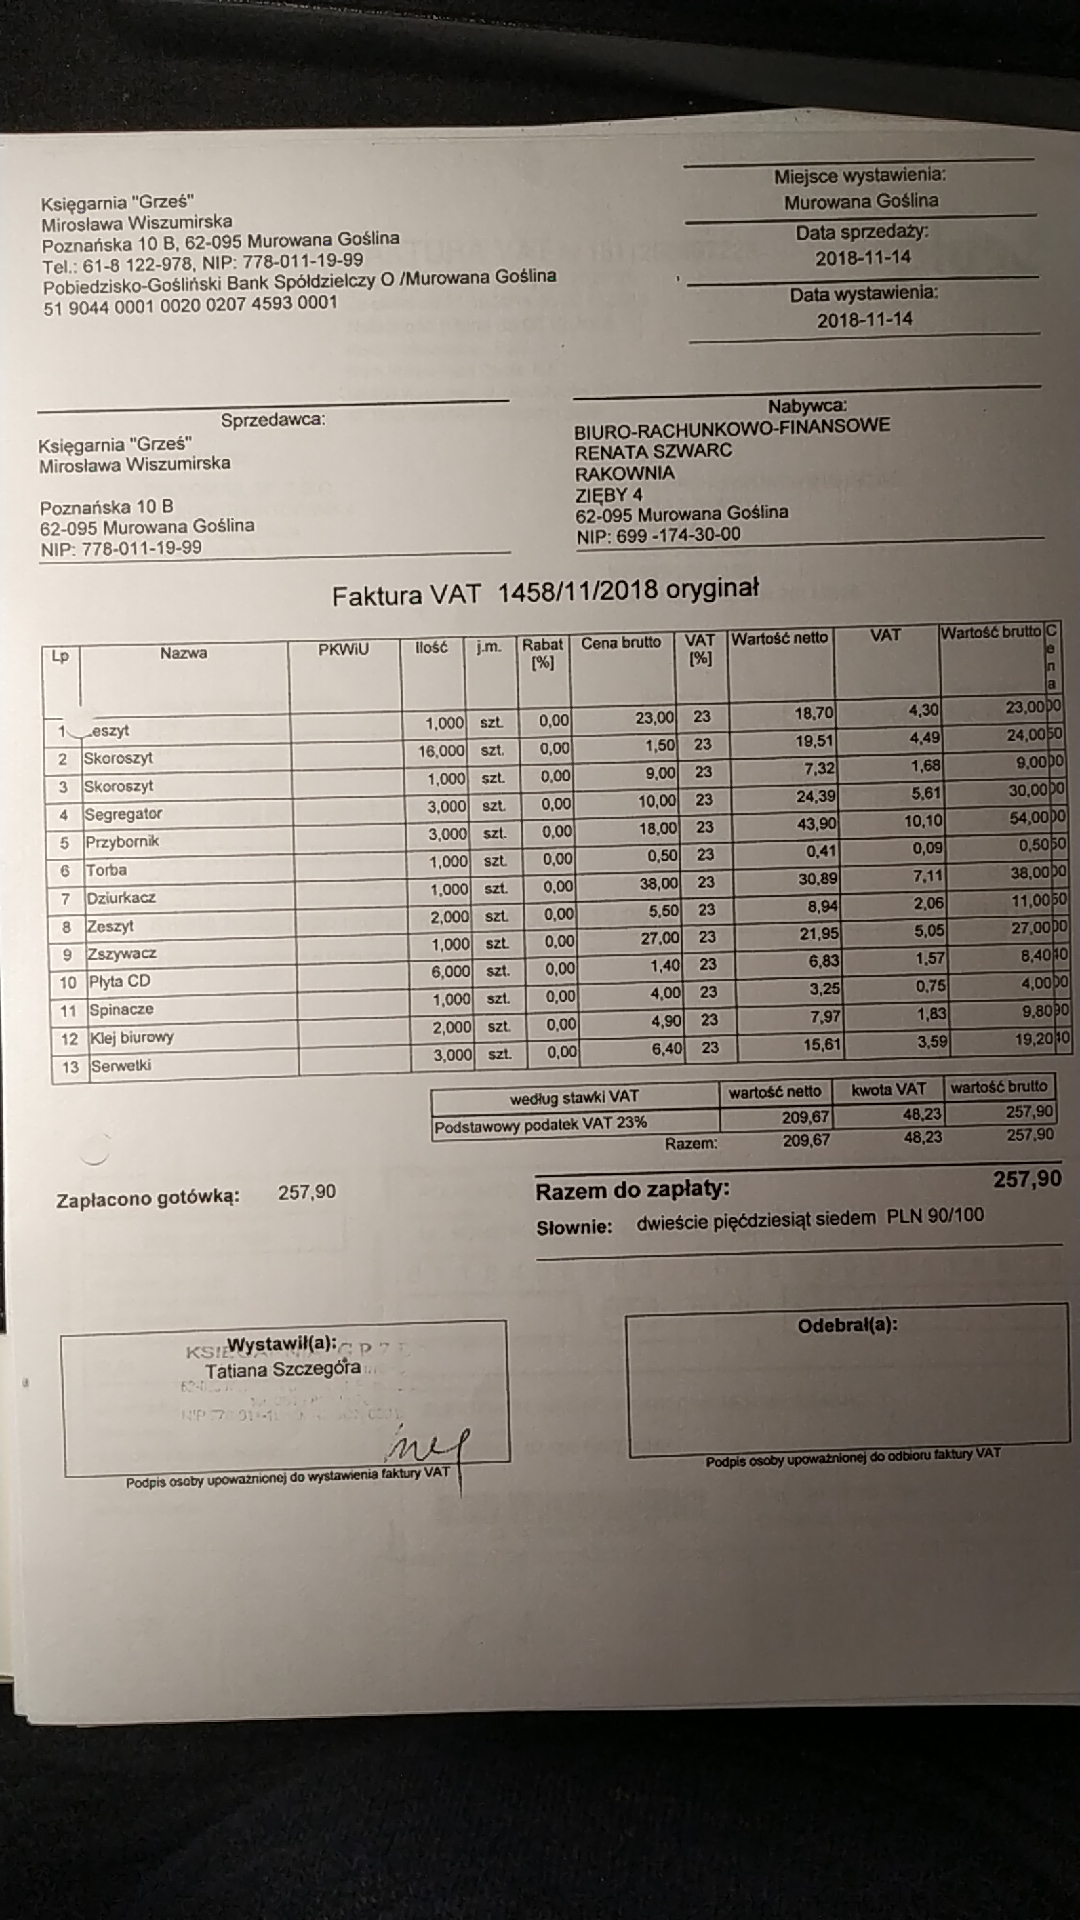 Księgarnia "Grześ"
Mirosława Wiszumirska
Poznańska 10 B, 62-095 Murowana Goślina
Tel.: 61-8 122-978, NIP: 778-011-19-99
Pobiedzisko-Gośliński Bank Spółdzielczy O /Murowana Goślina
51 9044 0001 0020 0207 4593 0001
Miejsce wystawienia:
Murowana Goślina
Data sprzedaży:
2018-11-14
Data wystawienia:
2018-11-14
Sprzedawca:
Księgarnia "Grześ"
Mirosława Wiszumirska
Poznańska 10 B
62-095 Murowana Goślina
NIP: 778-011-19-99
Nabywca:
BIURO-RACHUNKOWO-FINANSOWE
RENATA SZWARC
RAKOWNIA
ZIĘBY 4
62-095 Murowana Goślina
NIP: 699 -174-30-00
Faktura VAT 1458/11/2018 oryginał
Lp Nazwa PKWiU Ilość j.m. Rabat [%] Cena brutto VAT [%] Wartość netto VAT Wartość brutto Cena
1 eszyt 1,000 szt. 0,00 23,00 23 18,70 4,30 23,00 00
2 Skoroszyt 16,000 szt. 0,00 1,50 23 19,51 4,49 24,00 50
3 Skoroszyt 1,000 szt. 0,00 9,00 23 7,32 1,68 9,00 00
4 Segregator 3,000 szt. 0,00 10,00 23 24,39 5,61 30,00 00
5 Przybornik 3,000 szt. 0,00 18,00 23 43,90 10,10 54,00 00
6 Torba 1,000 szt. 0,00 0,50 23 0,41 0,09 0,50 50
7 Dziurkacz 1,000 szt. 0,00 38,00 23 30,89 7,11 38,00 00
8 Zeszyt 2,000 szt. 0,00 5,50 23 8,94 2,06 11,00 50
9 Zszywacz 1,000 szt. 0,00 27,00 23 21,95 5,05 27,00 00
10 Płyta CD 6,000 szt. 0,00 1,40 23 6,83 1,57 8,40 40
11 Spinacze 1,000 szt. 0,00 4,00 23 3,25 0,75 4,00 00
12 Klej biurowy 2,000 szt. 0,00 4,90 23 7,97 1,83 9,80 90
13 Serwetki 3,000 szt. 0,00 6,40 23 15,61 3,59 19,20 40
według stawki VAT wartość netto kwota VAT wartość brutto
Podstawowy podatek VAT 23% 209,67 48,23 257,90
Razem: 209,67 48,23 257,90
Zapłacono gotówką: 257,90
Razem do zapłaty: 257,90
Słownie: dwieście pięćdziesiąt siedem PLN 90/100
Wystawił(a):
Tatiana Szczegóra
Podpis osoby upoważnionej do wystawienia faktury VAT
Odebrał(a):
Podpis osoby upoważnionej do odbioru faktury VAT